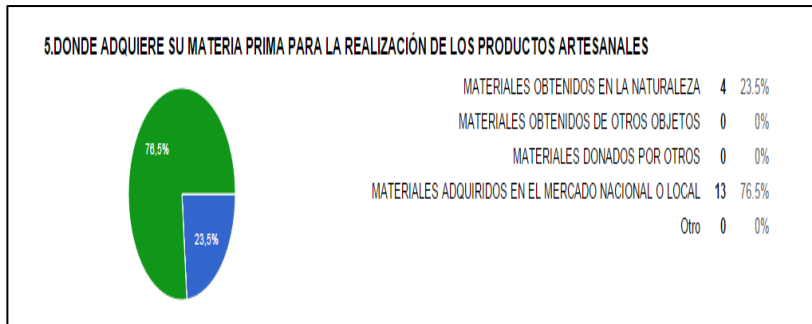 5.DONDE ADQUIERE SU MATERIA PRIMA PARA LA REALIZACIÓN DE LOS PRODUCTOS ARTESANALES
MATERIALES OBTENIDOS EN LA NATURALEZA 4 23.5%
MATERIALES OBTENIDOS DE OTROS OBJETOS 0 0%
MATERIALES DONADOS POR OTROS 0 0%
MATERIALES ADQUIRIDOS EN EL MERCADO NACIONAL O LOCAL 13 76.5%
Otro 0 0%
76,5%
23,5%